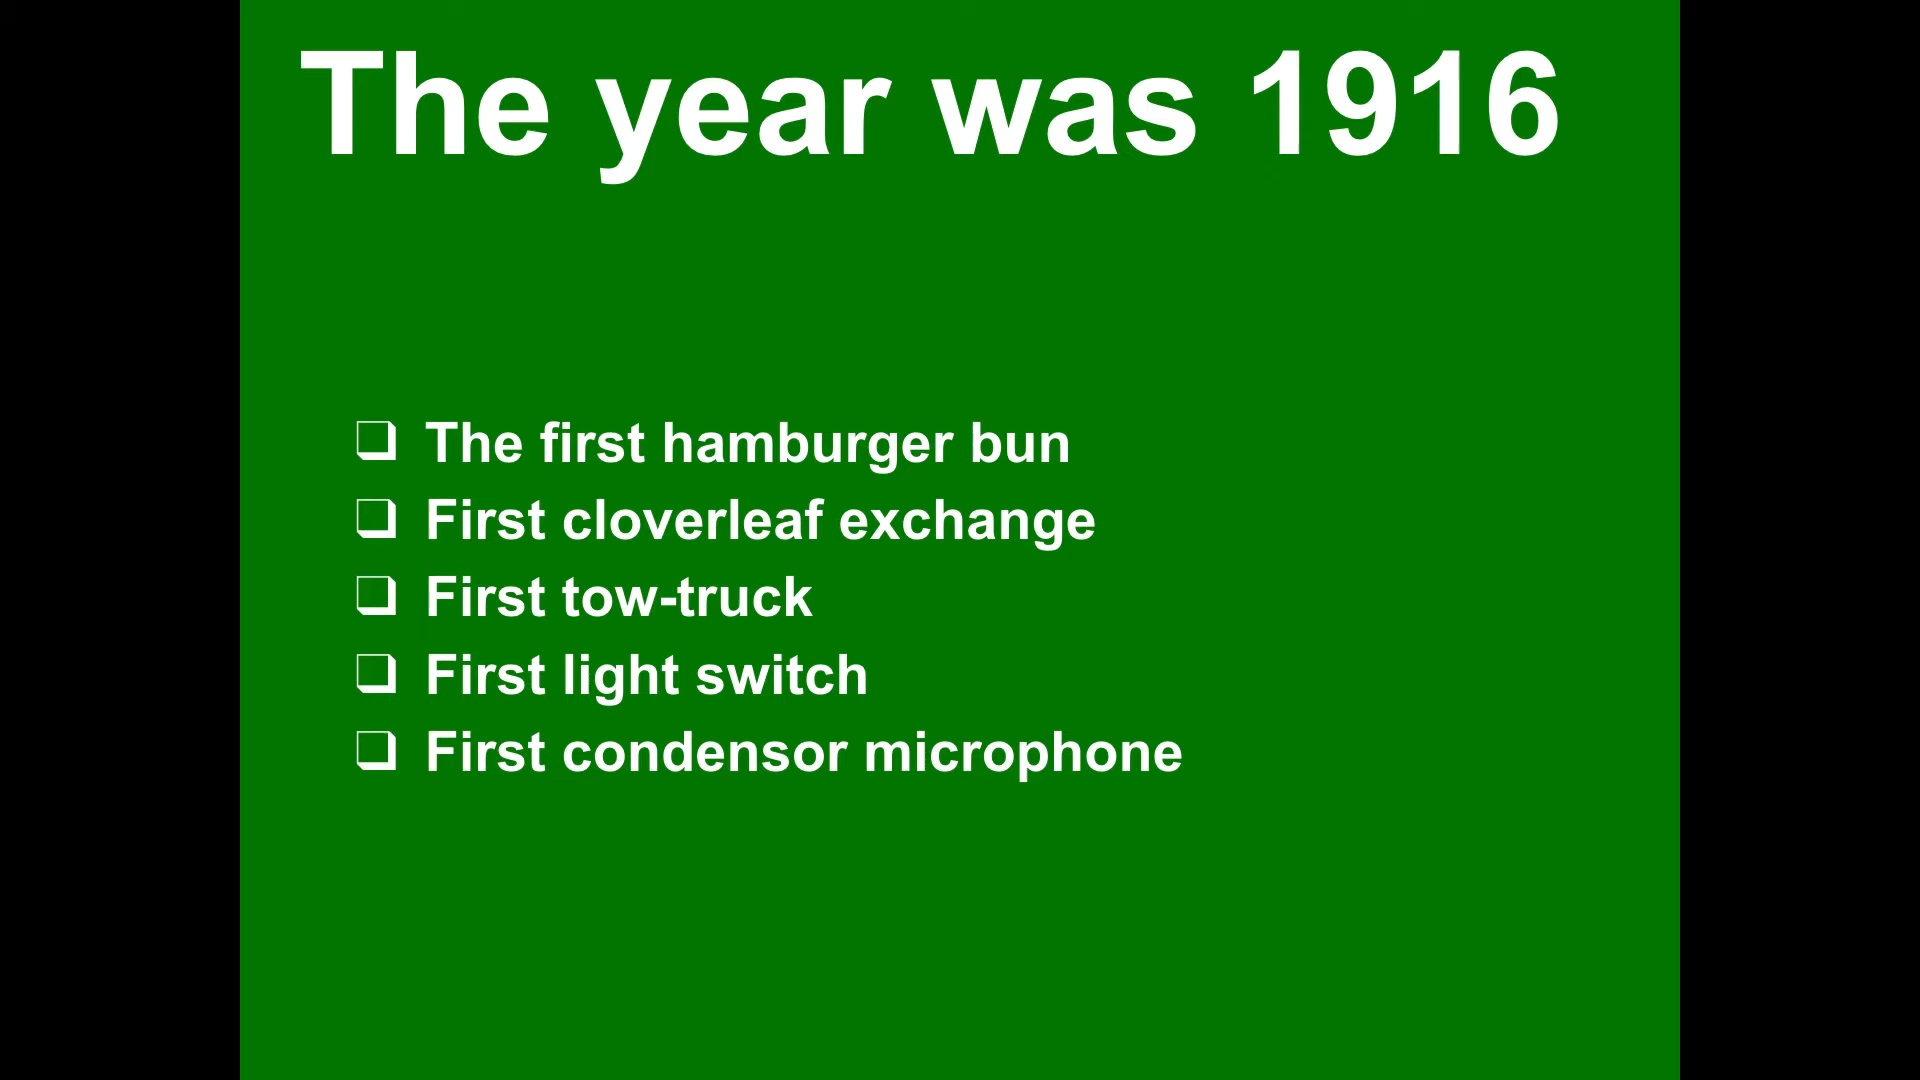 The year was 1916
❑ The first hamburger bun
❑ First cloverleaf exchange
❑ First tow-truck
❑ First light switch
❑ First condensor microphone